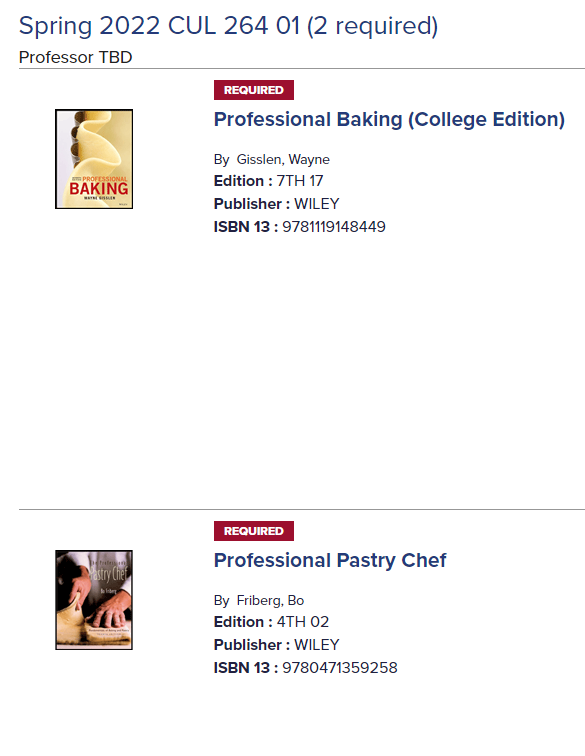 Spring 2022 CUL 264 01 (2 required)
Professor TBD
REQUIRED
Professional Baking (College Edition)
By Gisslen, Wayne
Edition : 7TH 17
Publisher : WILEY
ISBN 13 : 9781119148449
PROFESSIONAL
BAKING
WAYNE GISSLEN
REQUIRED
Professional Pastry Chef
By Friberg, Bo
Edition : 4TH 02
Publisher : WILEY
ISBN 13 : 9780471359258
Pastry Chef
Bo Friberg